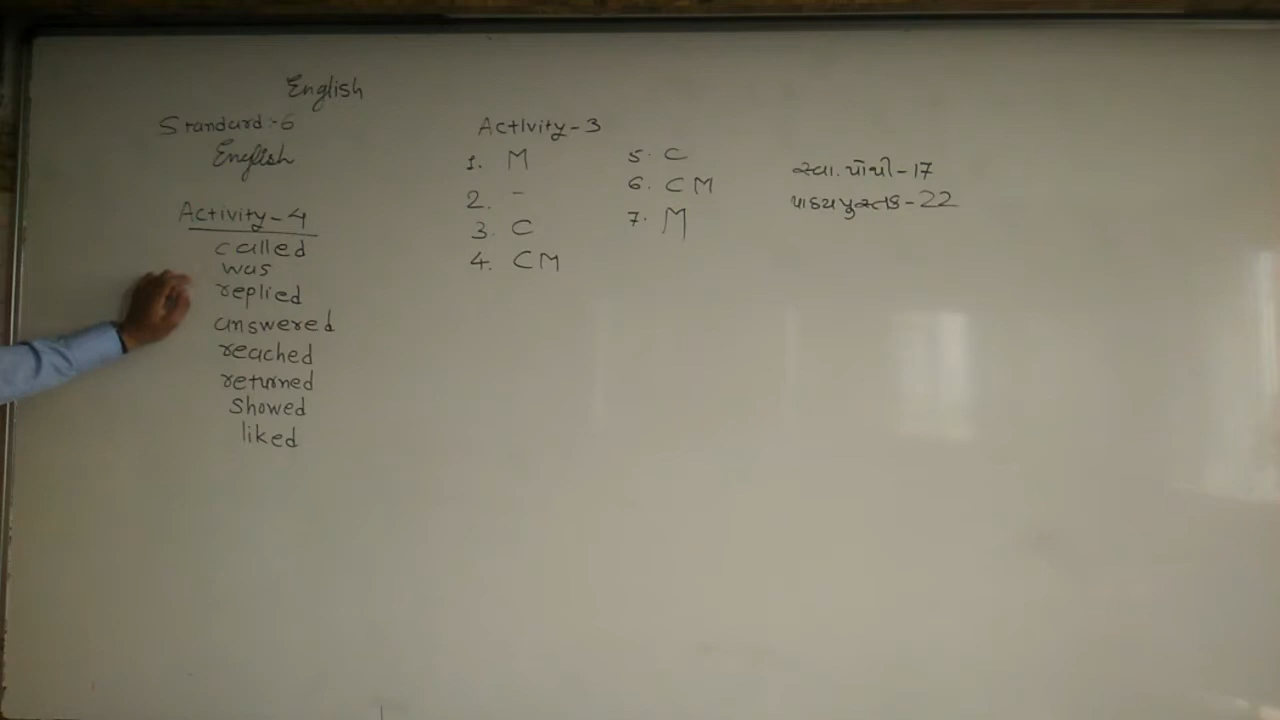 English
Standard:-6
English
Activity-4
called
was
replied
answered
reached
returned
Showed
liked
Activity-3
1. M
2. -
3. C
4. CM
5. C
6. CM
7. M
સ્વા. પોથી-17
પાઠયપુસ્તક-22